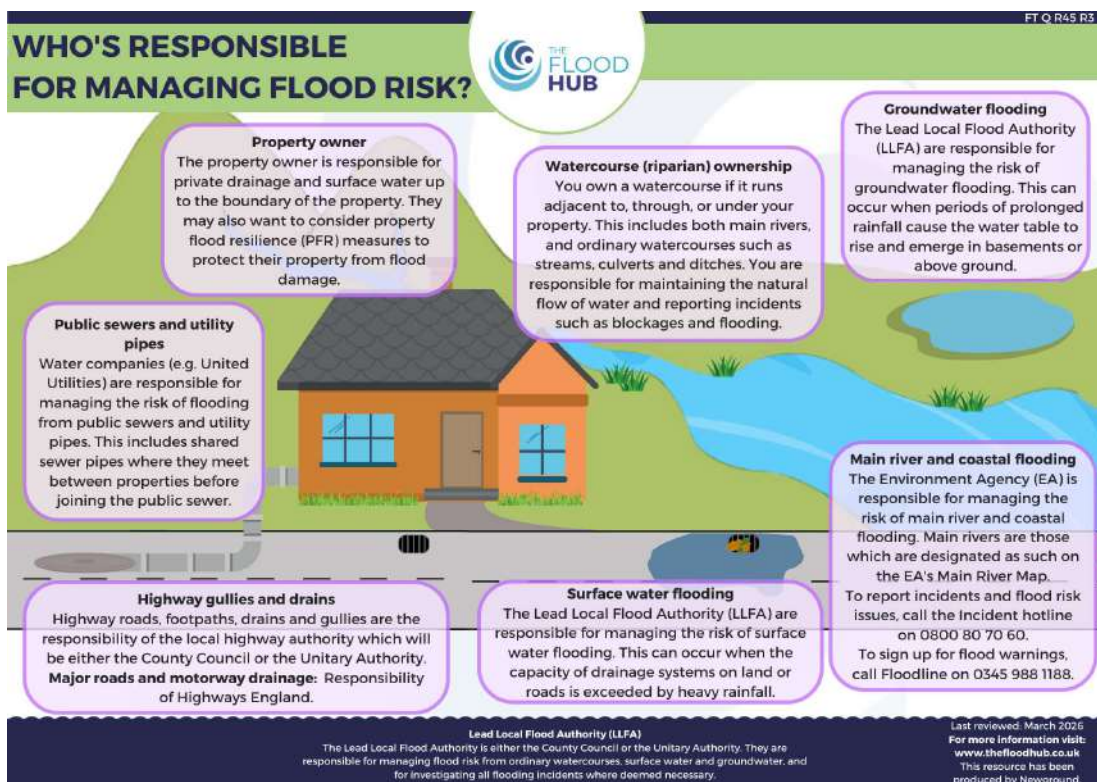 FT Q R45 R3
WHO'S RESPONSIBLE
FOR MANAGING FLOOD RISK?
THE
FLOOD
HUB
Property owner
The property owner is responsible for
private drainage and surface water up
to the boundary of the property. They
may also want to consider property
flood resilience (PFR) measures to
protect their property from flood
damage.
Watercourse (riparian) ownership
You own a watercourse if it runs
adjacent to, through, or under your
property. This includes both main rivers,
and ordinary watercourses such as
streams, culverts and ditches. You are
responsible for maintaining the natural
flow of water and reporting incidents
such as blockages and flooding.
Groundwater flooding
The Lead Local Flood Authority
(LLFA) are responsible for
managing the risk of
groundwater flooding. This can
occur when periods of prolonged
rainfall cause the water table to
rise and emerge in basements or
above ground.
Public sewers and utility
pipes
Water companies (e.g. United
Utilities) are responsible for
managing the risk of flooding
from public sewers and utility
pipes. This includes shared
sewer pipes where they meet
between properties before
joining the public sewer.
Main river and coastal flooding
The Environment Agency (EA) is
responsible for managing the
risk of main river and coastal
flooding. Main rivers are those
which are designated as such on
the EA's Main River Map.
To report incidents and flood risk
issues, call the Incident hotline
on 0800 80 70 60.
To sign up for flood warnings,
call Floodline on 0345 988 1188.
Highway gullies and drains
Highway roads, footpaths, drains and gullies are the
responsibility of the local highway authority which will
be either the County Council or the Unitary Authority.
Major roads and motorway drainage: Responsibility
of Highways England.
Surface water flooding
The Lead Local Flood Authority (LLFA) are
responsible for managing the risk of surface
water flooding. This can occur when the
capacity of drainage systems on land or
roads is exceeded by heavy rainfall.
Lead Local Flood Authority (LLFA)
The Lead Local Flood Authority is either the County Council or the Unitary Authority. They are
responsible for managing flood risk from ordinary watercourses, surface water and groundwater, and
for investigating all flooding incidents where deemed necessary.
Last reviewed: March 2026
For more information visit:
www.thefloodhub.co.uk
This resource has been
produced by Newground